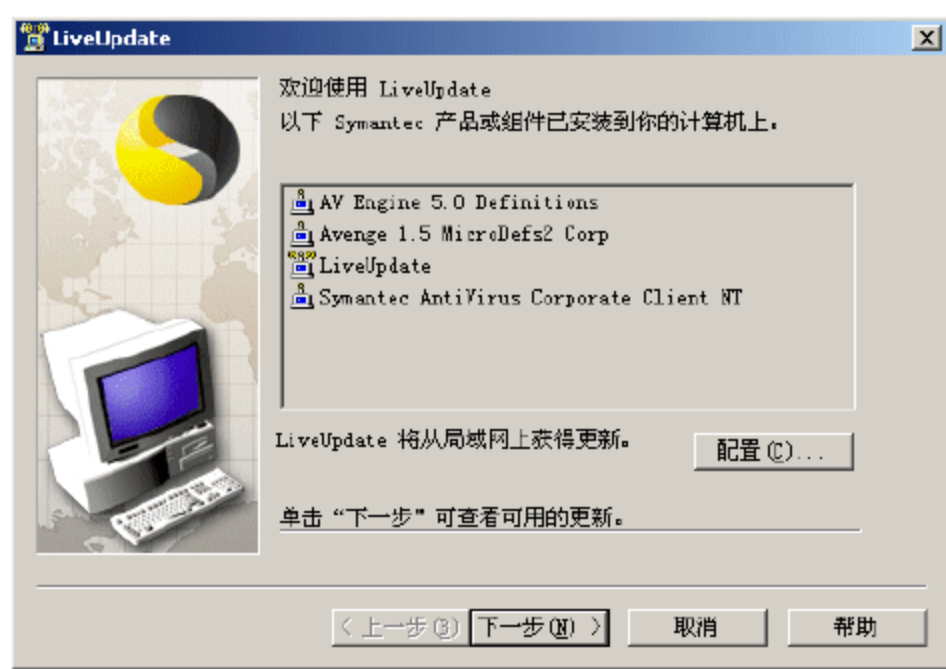 LiveUpdate
欢迎使用 LiveUpdate
以下 Symantec 产品或组件已安装到你的计算机上。
AV Engine 5.0 Definitions
Avenge 1.5 MicroDefs2 Corp
LiveUpdate
Symantec AntiVirus Corporate Client NT
LiveUpdate 将从局域网上获得更新。
配置(C)...
单击“下一步”可查看可用的更新。
<上一步(B)
下一步(N) >
取消
帮助